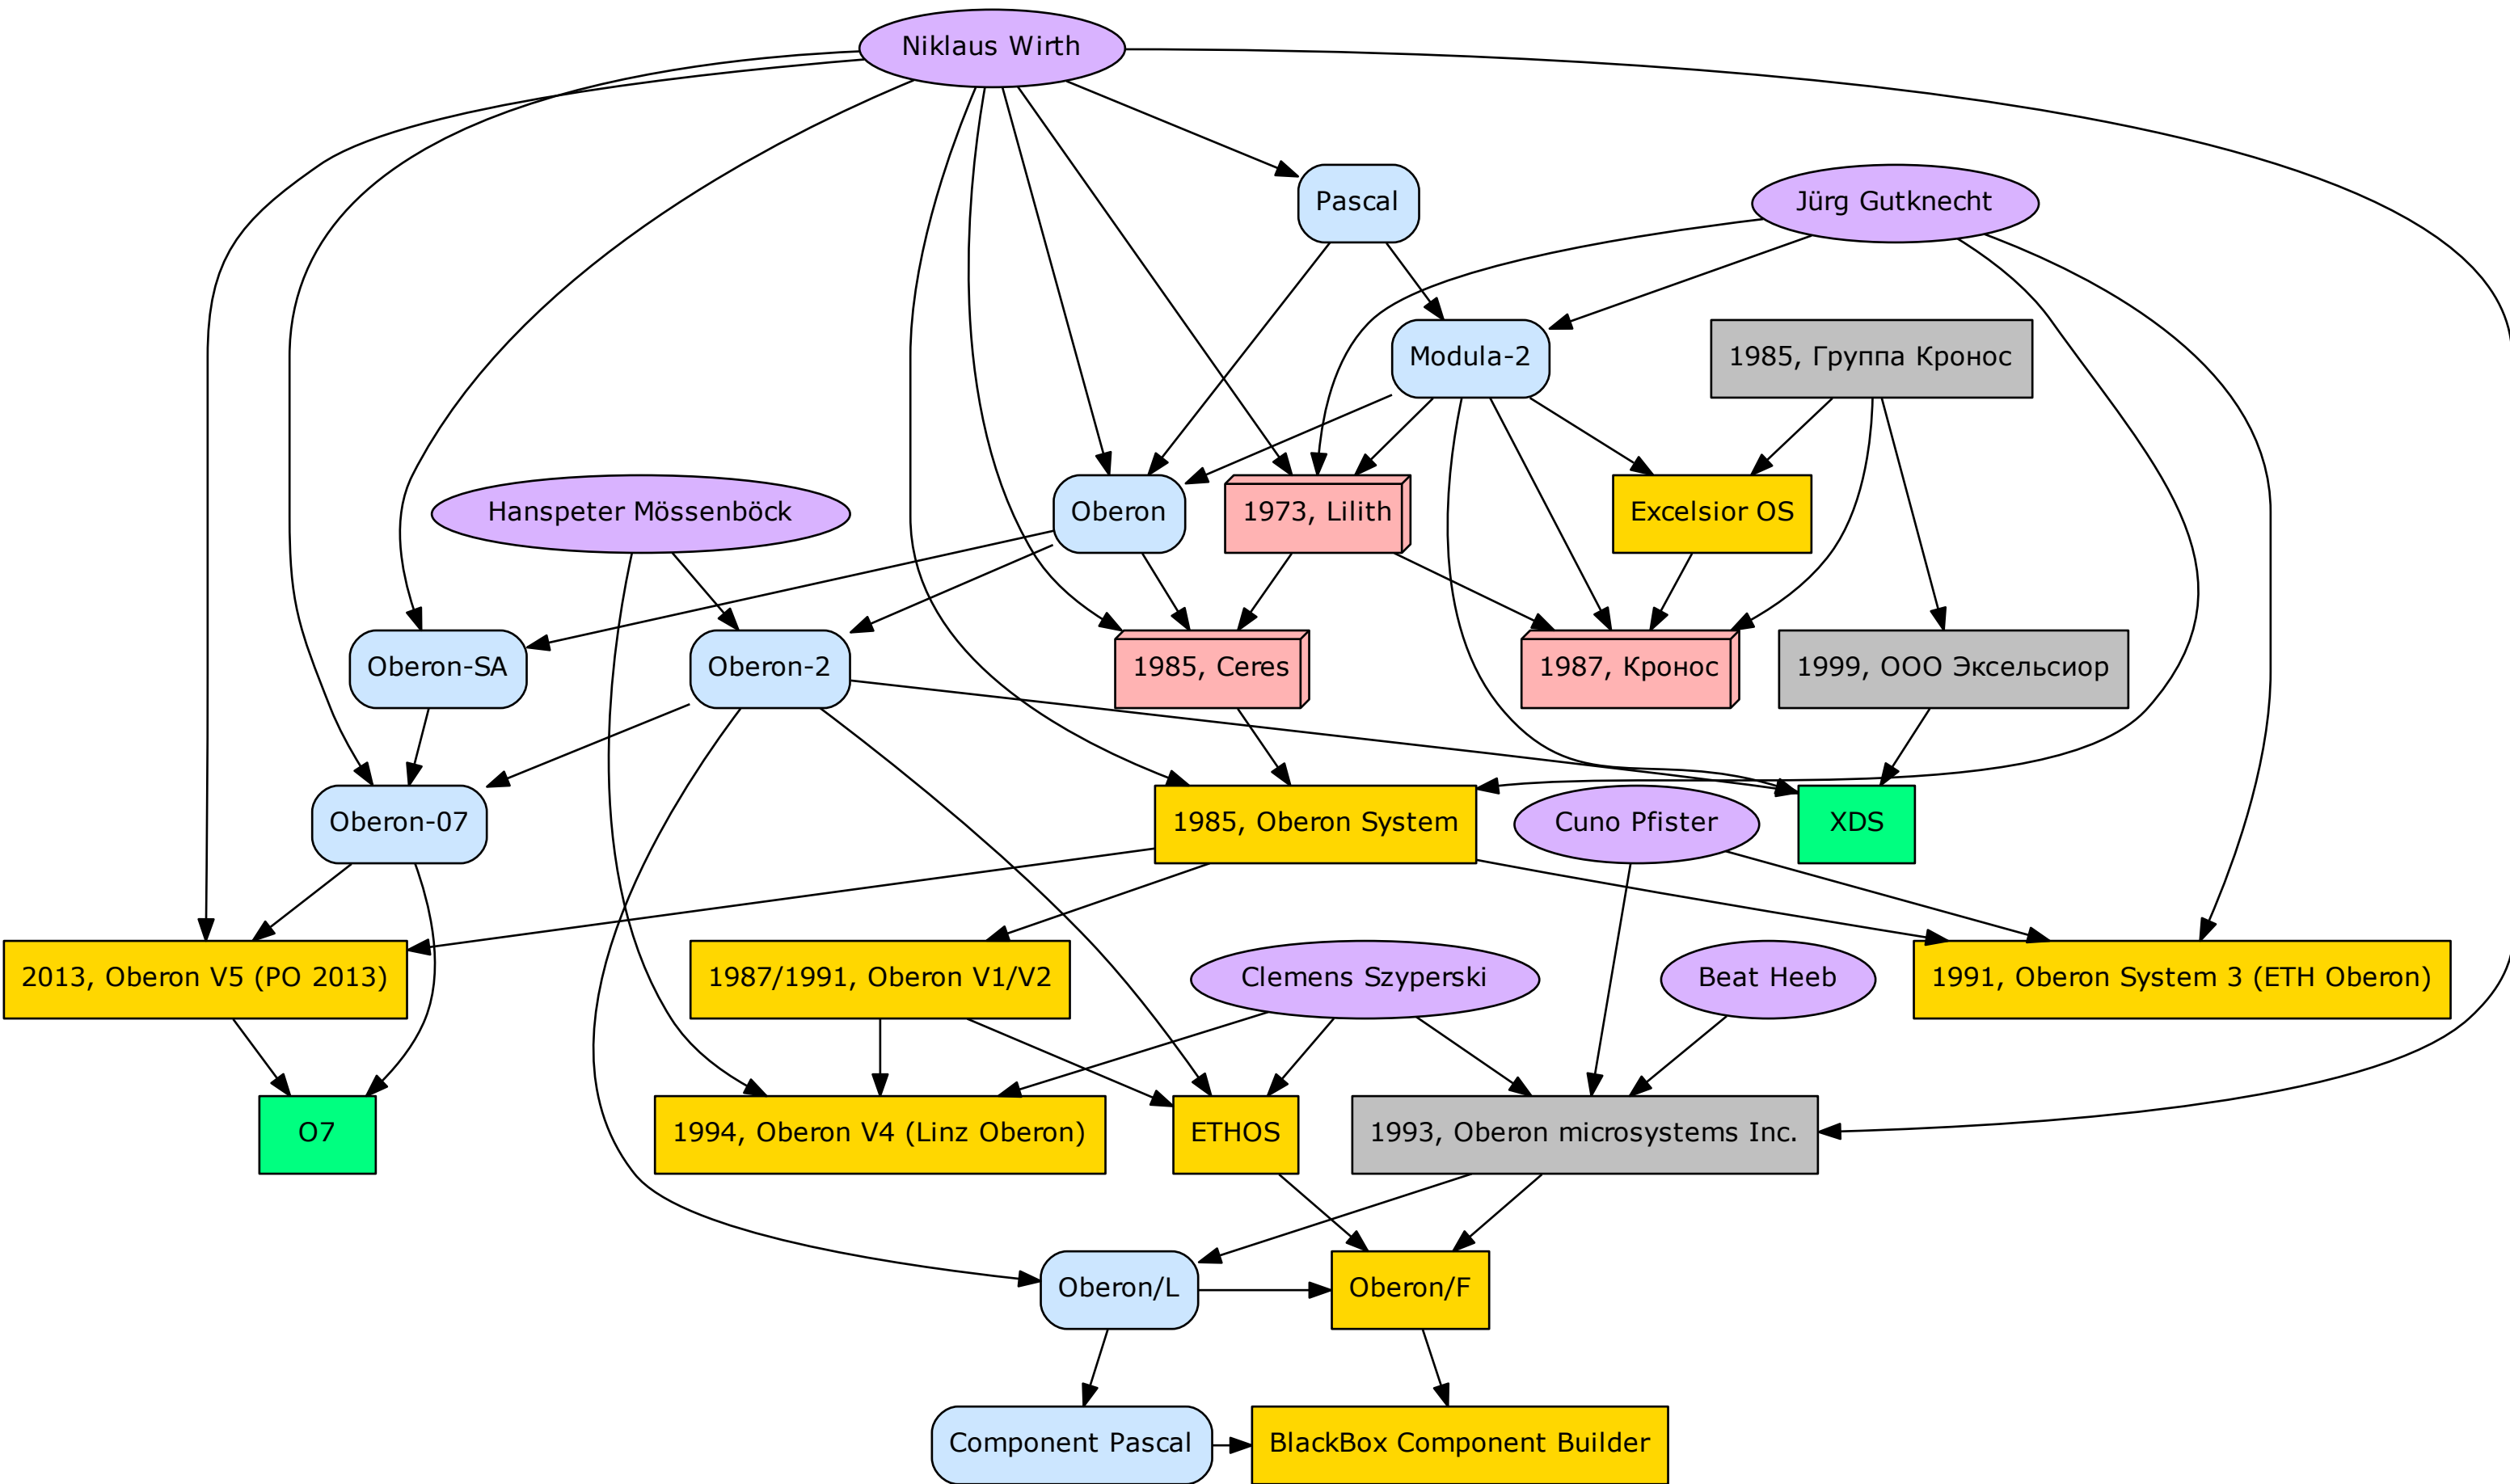 Niklaus Wirth
Pascal
Jürg Gutknecht
Modula-2
1985, Группа Кронос
Hanspeter Mössenböck
Oberon
1973, Lilith
Excelsior OS
Oberon-SA
Oberon-2
1985, Ceres
1987, Кронос
1999, ООО Эксельсиор
Oberon-07
1985, Oberon System
Cuno Pfister
XDS
2013, Oberon V5 (PO 2013)
1987/1991, Oberon V1/V2
Clemens Szyperski
Beat Heeb
1991, Oberon System 3 (ETH Oberon)
O7
1994, Oberon V4 (Linz Oberon)
ETHOS
1993, Oberon microsystems Inc.
Oberon/L
Oberon/F
Component Pascal
BlackBox Component Builder